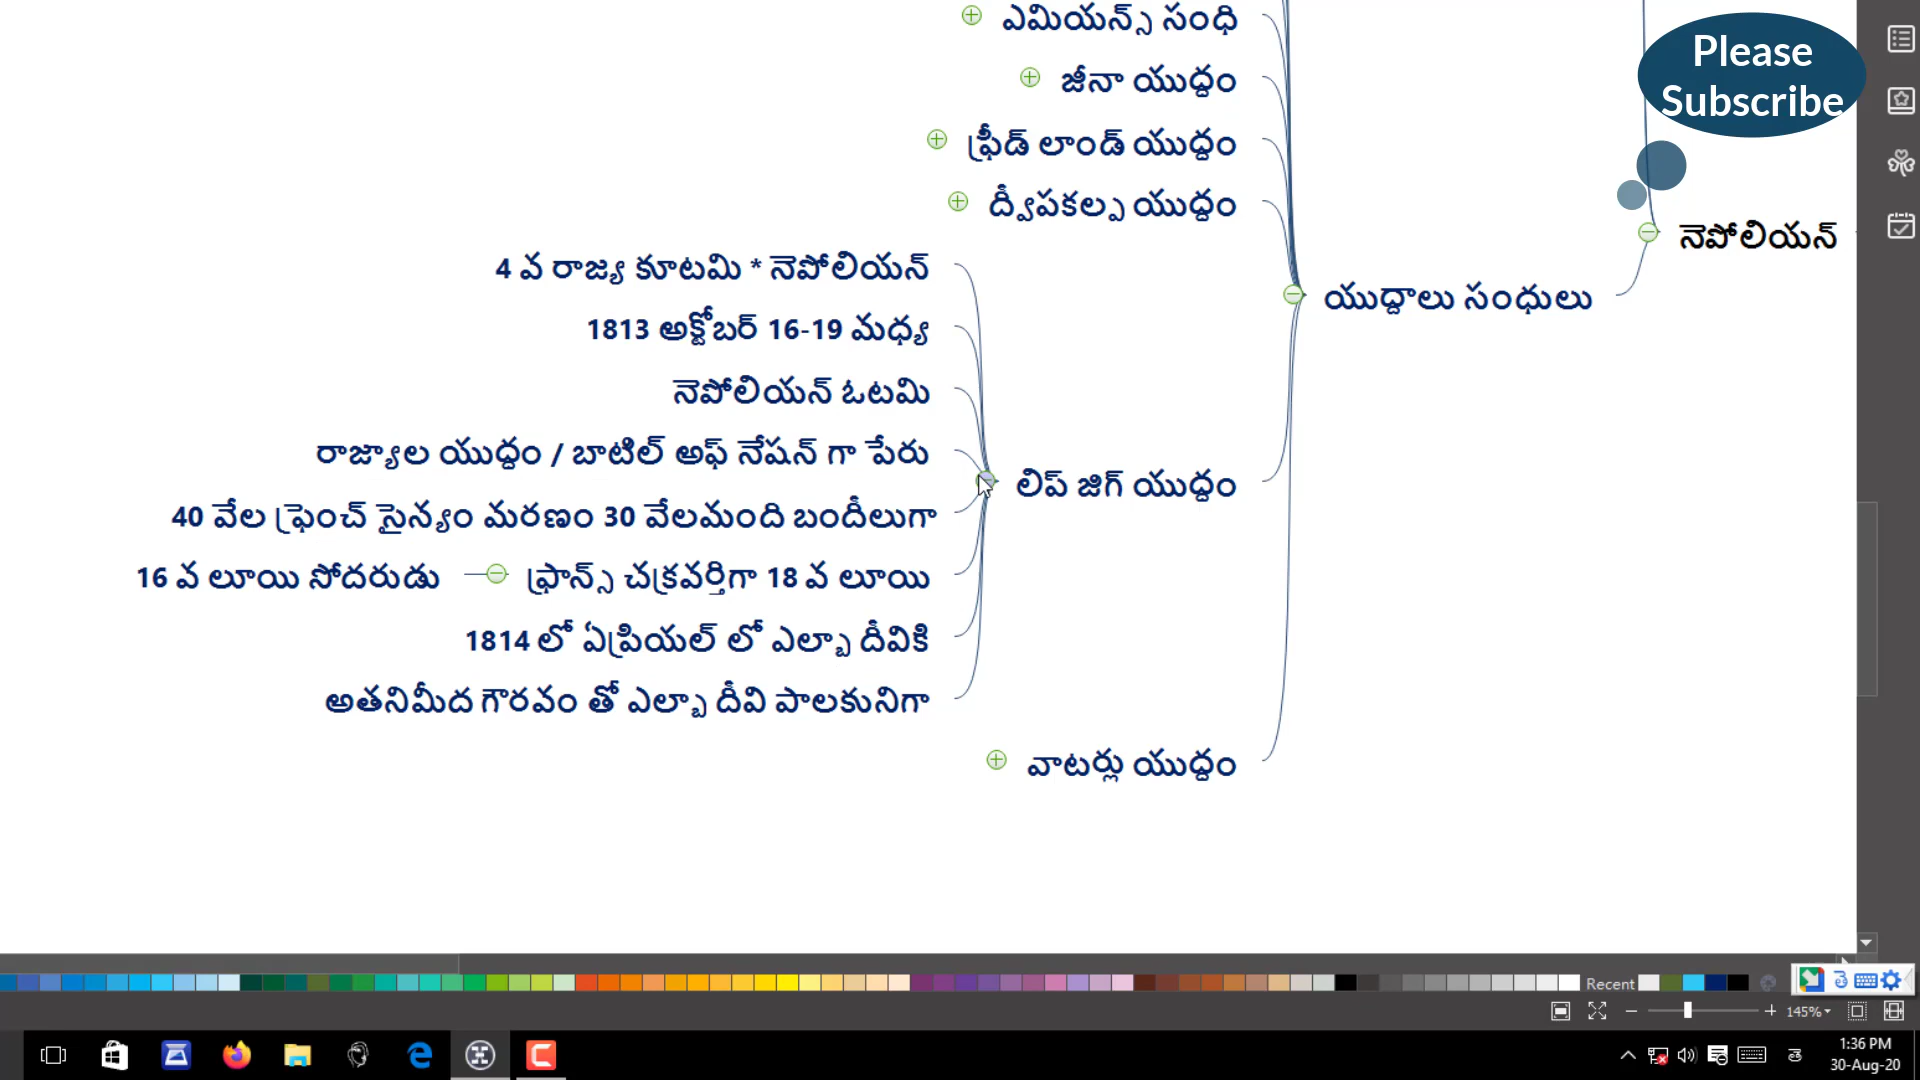 ఎమియన్స్ సంధి
జీనా యుద్ధం
ఫ్రీడ్ లాండ్ యుద్ధం
ద్వీపకల్ప యుద్ధం
Please
Subscribe
నెపోలియన్
యుద్ధాలు సంధులు
4 వ రాజ్య కూటమి * నెపోలియన్
1813 అక్టోబర్ 16-19 మధ్య
నెపోలియన్ ఓటమి
రాజ్యాల యుద్ధం / బాటిల్ అఫ్ నేషన్ గా పేరు
లిప్ జిగ్ యుద్ధం
40 వేల ఫ్రెంచ్ సైన్యం మరణం 30 వేలమంది బందీలుగా
16 వ లూయి సోదరుడు
ఫ్రాన్స్ చక్రవర్తిగా 18 వ లూయి
1814 లో ఏప్రియల్ లో ఎల్బా దీవికి
అతనిమీద గౌరవం తో ఎల్బా దీవి పాలకునిగా
వాటర్లు యుద్ధం
Recent
తె
145%
తె
1:36 PM
30-Aug-20